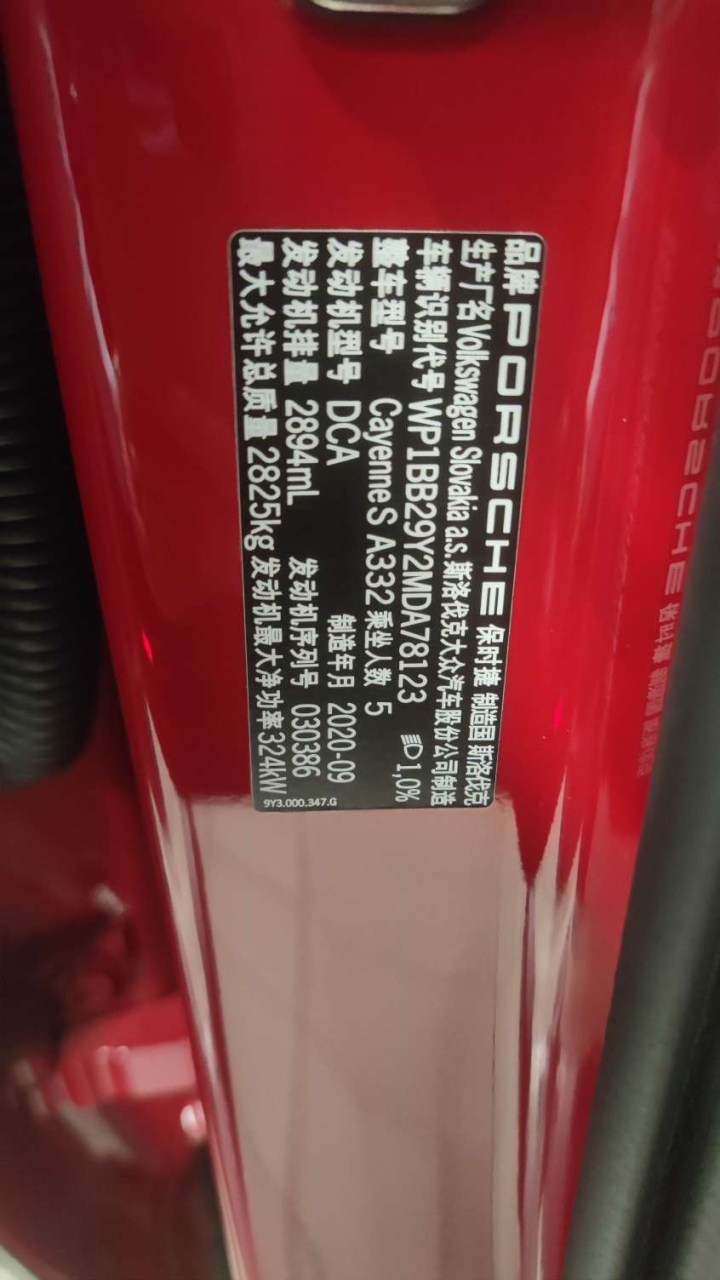 品牌 PORSCHE 保时捷 制造国 斯洛伐克
生产厂名 Volkswagen Slovakia a.s. 斯洛伐克大众汽车股份公司制造
车辆识别代号 WP1BB29Y2MDA78123 1,0%
整车型号 CayenneS A332 乘坐人数 5
发动机型号 DCA 制造年月 2020-09
发动机排量 2894mL 发动机序列号 030386
最大允许总质量 2825kg 发动机最大净功率 324kW
9Y3.000.347.G